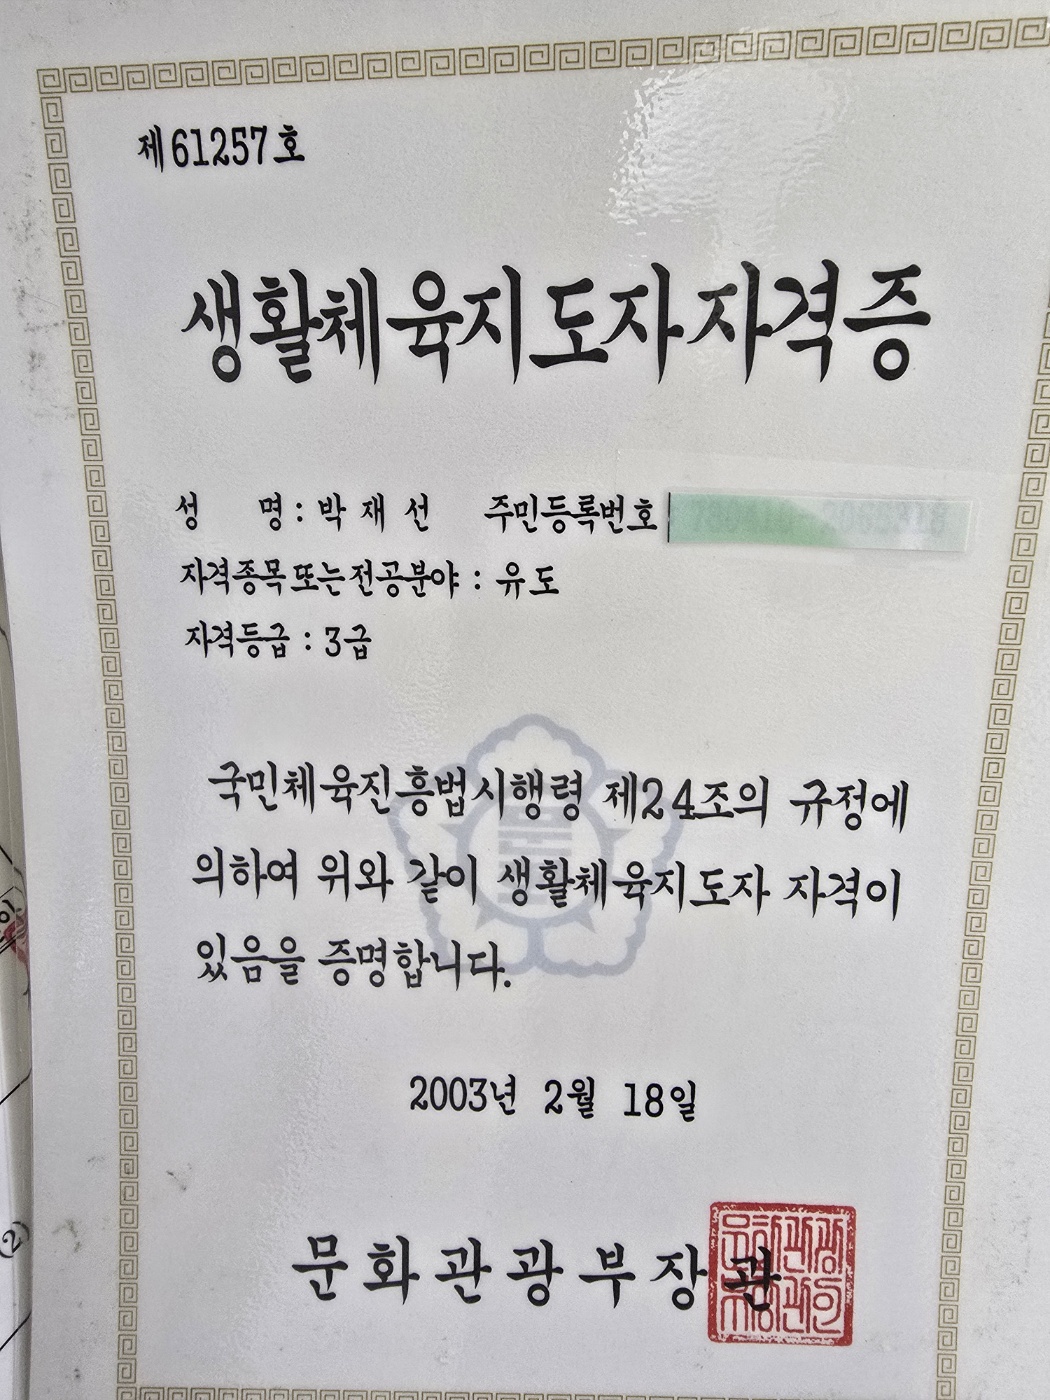 제61257호
생활체육지도자자격증
성 명 : 박 재 선 주민등록번호
자격종목또는전공분야 : 유도
자격등급 : 3급
국민체육진흥법시행령 제24조의 규정에
의하여 위와 같이 생활체육지도자 자격이
있음을 증명합니다.
2003년 2월 18일
문 화 관 광 부 장 관